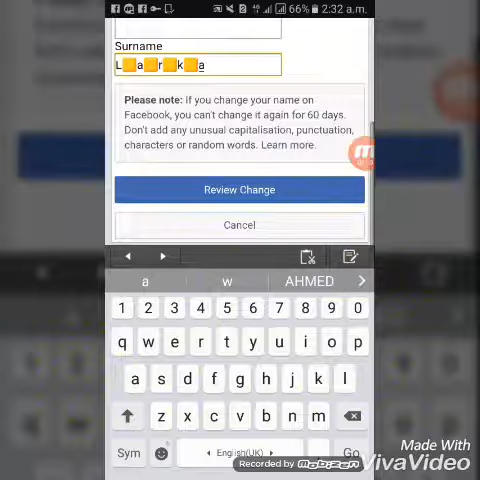 66% 2:32 a.m.
Surname
L🟧a🟧r🟧k🟧a
Please note: If you change your name on
Facebook, you can't change it again for 60 days.
Don't add any unusual capitalisation, punctuation,
characters or random words. Learn more.
Review Change
Cancel
a w AHMED
1 2 3 4 5 6 7 8 9 0
q w e r t y u i o p
a s d f g h j k l
z x c v b n m
Sym English(UK) Go
Recorded by
Made With
VivaVideo